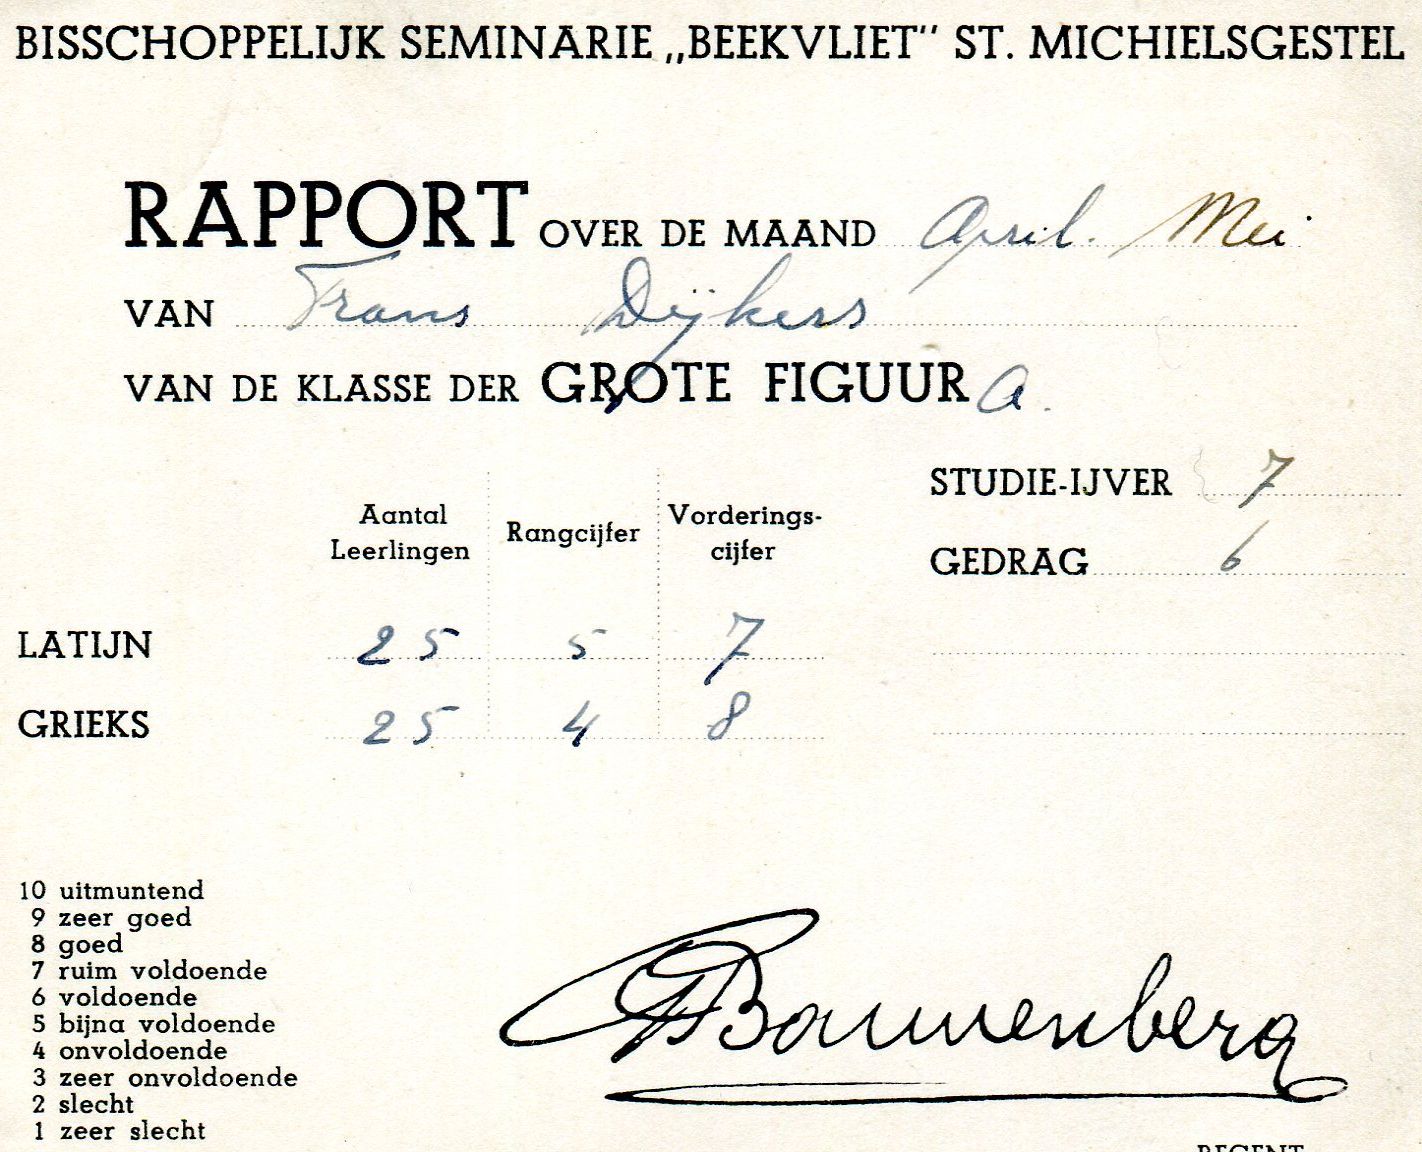 BISSCHOPPELIJK SEMINARIE „BEEKVLIET" ST. MICHIELSGESTEL
RAPPORT OVER DE MAAND April. Mei
VAN Frans Dijkers
VAN DE KLASSE DER GROTE FIGUUR a.
STUDIE-IJVER 7
GEDRAG 6
Aantal Leerlingen Rangcijfer Vorderings-cijfer
LATIJN 25 5 7
GRIEKS 25 4 8
10 uitmuntend
9 zeer goed
8 goed
7 ruim voldoende
6 voldoende
5 bijna voldoende
4 onvoldoende
3 zeer onvoldoende
2 slecht
1 zeer slecht
REGENT